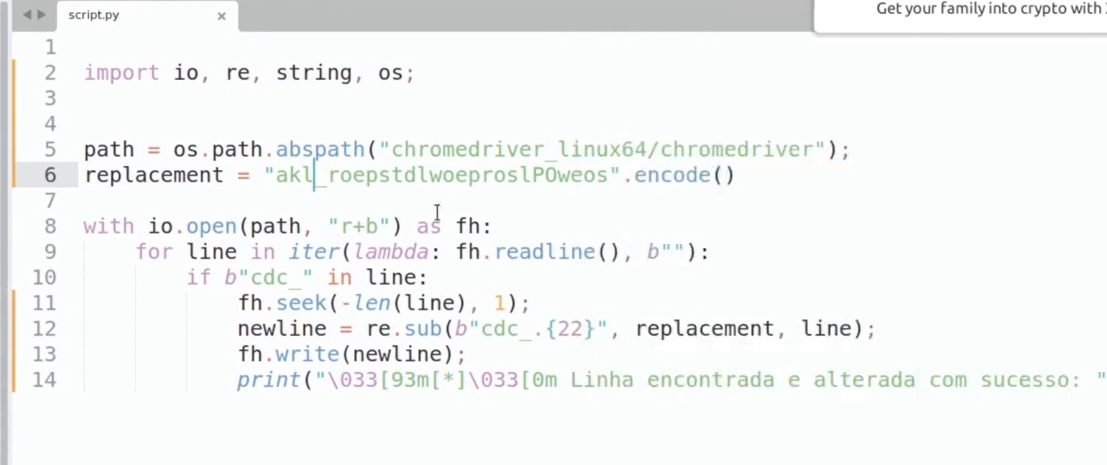 script.py ×
Get your family into crypto with
1
2 import io, re, string, os;
3
4
5 path = os.path.abspath("chromedriver_linux64/chromedriver");
6 replacement = "akl_roepstdlwoeproslPOweos".encode()
7
8 with io.open(path, "r+b") as fh:
9 for line in iter(lambda: fh.readline(), b""):
10 if b"cdc_" in line:
11 fh.seek(-len(line), 1);
12 newline = re.sub(b"cdc_.{22}", replacement, line);
13 fh.write(newline);
14 print("\033[93m[*]\033[0m Linha encontrada e alterada com sucesso: "